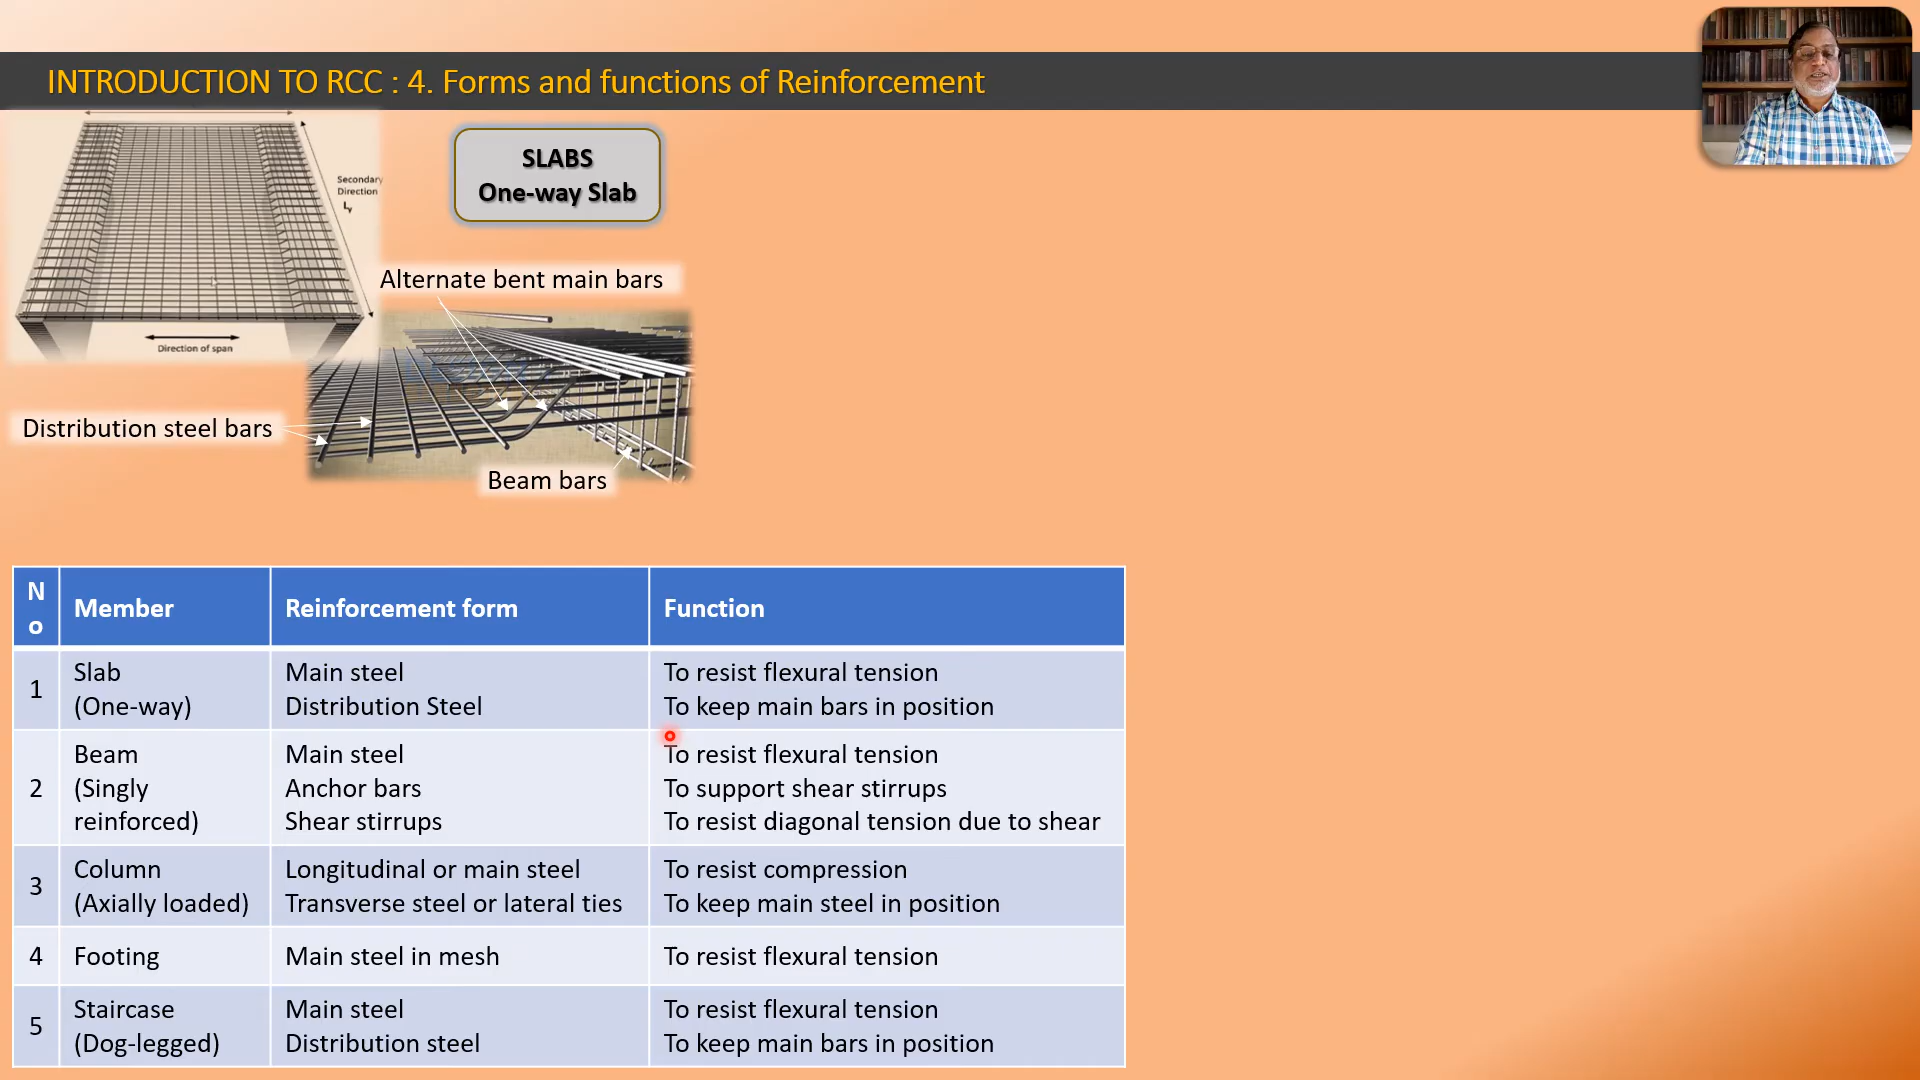 INTRODUCTION TO RCC : 4. Forms and functions of Reinforcement
SLABS
One-way Slab
Secondary
Direction
Ly
Direction of span
Alternate bent main bars
Distribution steel bars
Beam bars
No
Member
Reinforcement form
Function
1
Slab
(One-way)
Main steel
Distribution Steel
To resist flexural tension
To keep main bars in position
2
Beam
(Singly
reinforced)
Main steel
Anchor bars
Shear stirrups
To resist flexural tension
To support shear stirrups
To resist diagonal tension due to shear
3
Column
(Axially loaded)
Longitudinal or main steel
Transverse steel or lateral ties
To resist compression
To keep main steel in position
4
Footing
Main steel in mesh
To resist flexural tension
5
Staircase
(Dog-legged)
Main steel
Distribution steel
To resist flexural tension
To keep main bars in position